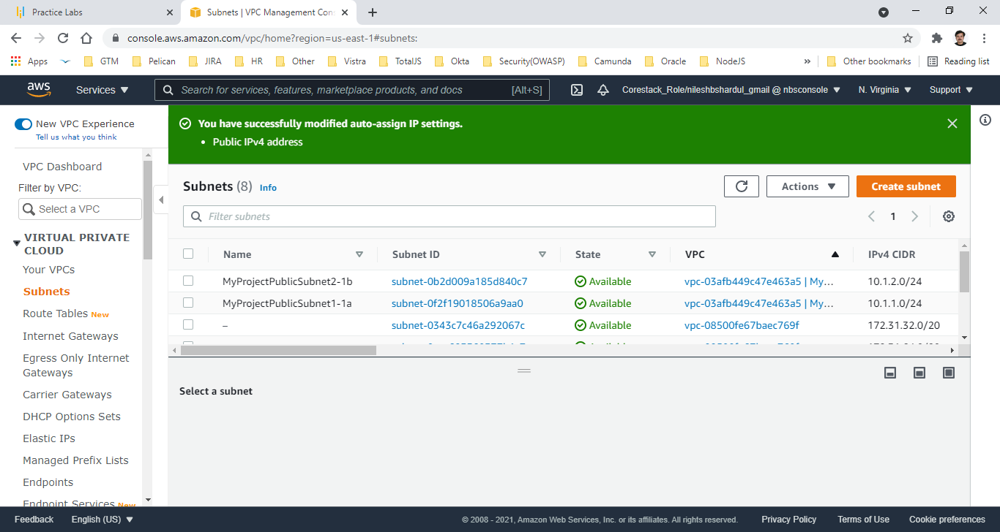 Practice Labs
Subnets | VPC Management Con
console.aws.amazon.com/vpc/home?region=us-east-1#subnets:
Apps
GTM
Pelican
JIRA
HR
Other
Vistra
TotalJS
Okta
Security(OWASP)
Camunda
Oracle
NodeJS
»
Other bookmarks
Reading list
aws
Services
Search for services, features, marketplace products, and docs
[Alt+S]
Corestack_Role/nileshbshardul_gmail @ nbsconsole
N. Virginia
Support
New VPC Experience
Tell us what you think
You have successfully modified auto-assign IP settings.
• Public IPv4 address
VPC Dashboard
Filter by VPC:
Select a VPC
VIRTUAL PRIVATE
CLOUD
Your VPCs
Subnets
Route Tables New
Internet Gateways
Egress Only Internet
Gateways
Carrier Gateways
DHCP Options Sets
Elastic IPs
Managed Prefix Lists
Endpoints
Endpoint Services New
Subnets (8) Info
Actions
Create subnet
Filter subnets
1
Name Subnet ID State VPC IPv4 CIDR
MyProjectPublicSubnet2-1b subnet-0b2d009a185d840c7 Available vpc-03afb449c47e463a5 | My... 10.1.2.0/24
MyProjectPublicSubnet1-1a subnet-0f2f19018506a9aa0 Available vpc-03afb449c47e463a5 | My... 10.1.1.0/24
– subnet-0343c7c46a292067c Available vpc-08500fe67baec769f 172.31.32.0/20
Select a subnet
Feedback
English (US)
© 2008 - 2021, Amazon Web Services, Inc. or its affiliates. All rights reserved.
Privacy Policy
Terms of Use
Cookie preferences